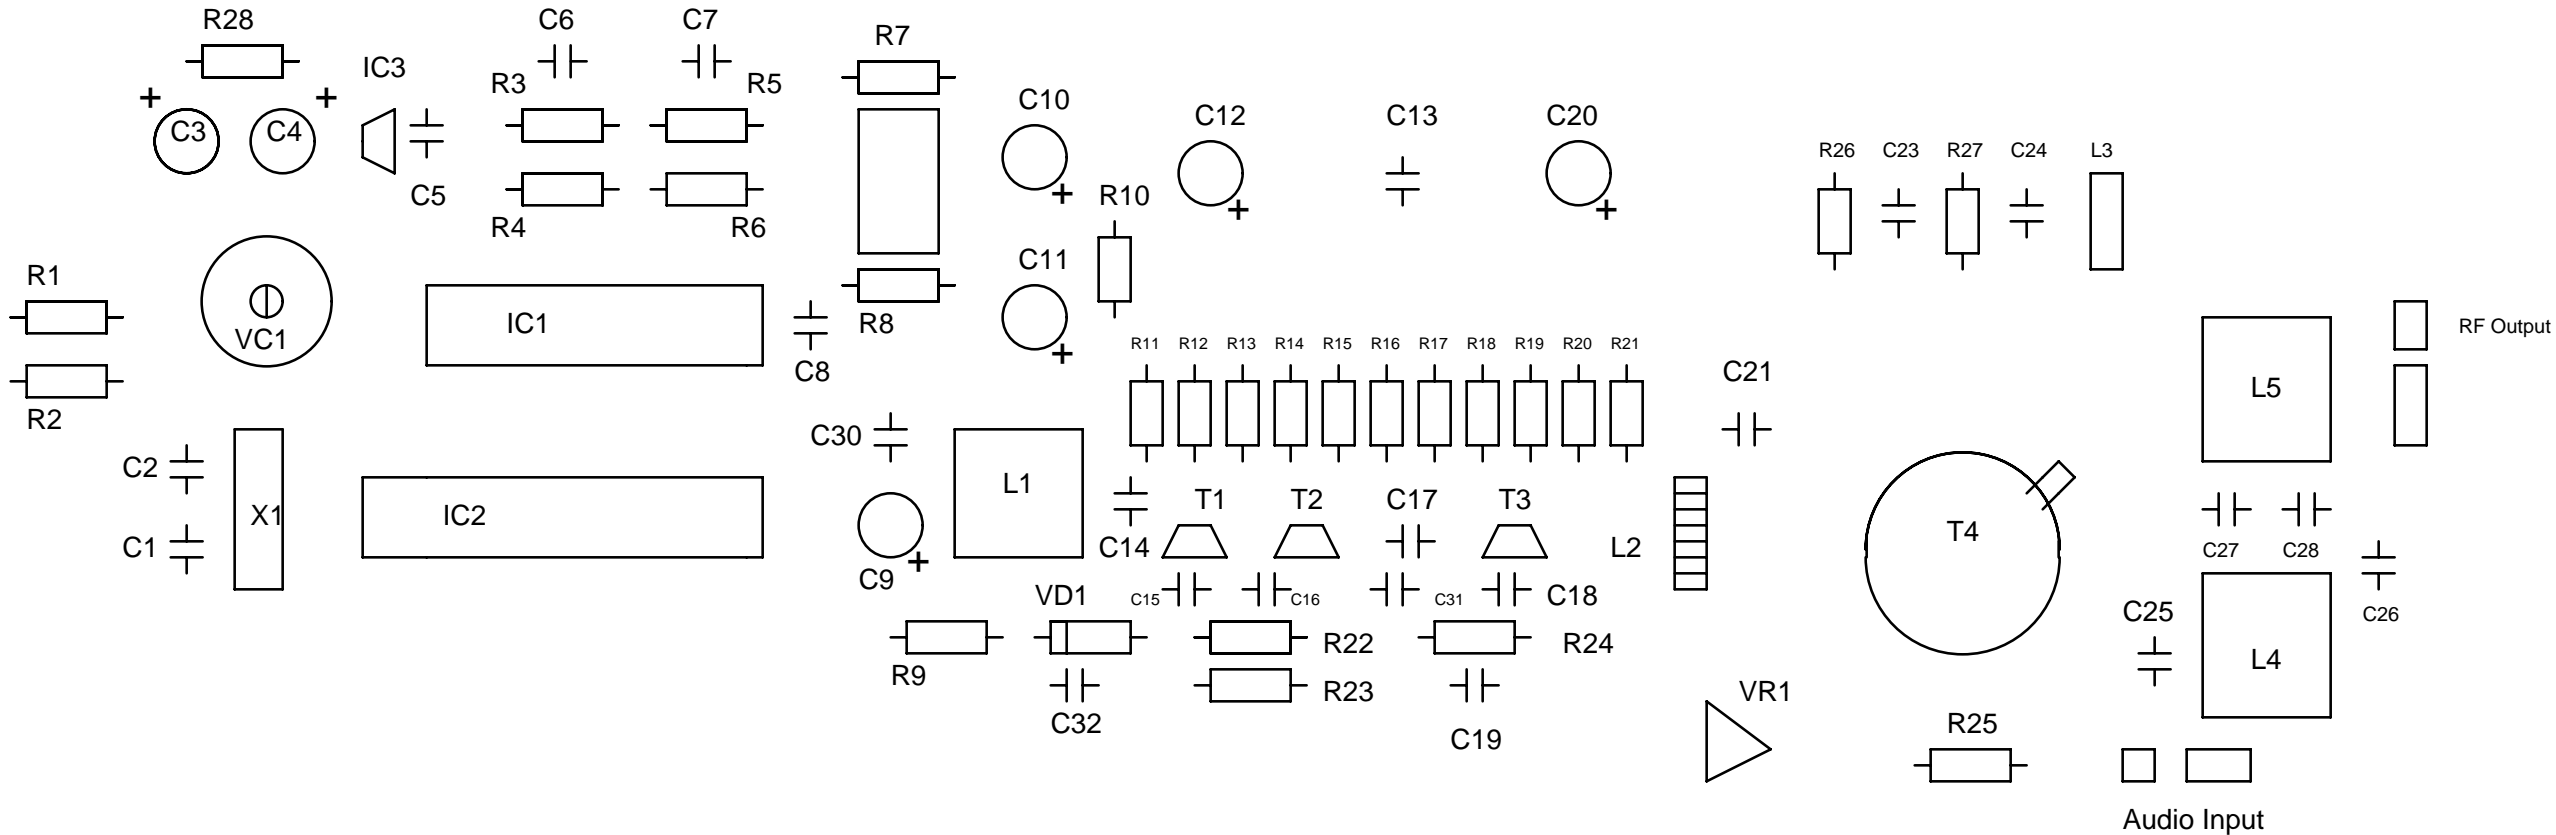 R28
C6
C7
R7
IC3
R3
R5
C3
C4
C10
C12
C13
C20
C5
R4
R6
R10
R26
C23
R27
C24
L3
R1
VC1
IC1
R8
C11
RF Output
R2
C8
R11
R12
R13
R14
R15
R16
R17
R18
R19
R20
R21
C21
L5
C30
C2
X1
IC2
L1
T1
T2
C17
T3
T4
C1
C9
C14
L2
C27
C28
VD1
C15
C16
C31
C18
C25
C26
R9
R22
R24
L4
C32
R23
C19
VR1
R25
Audio Input